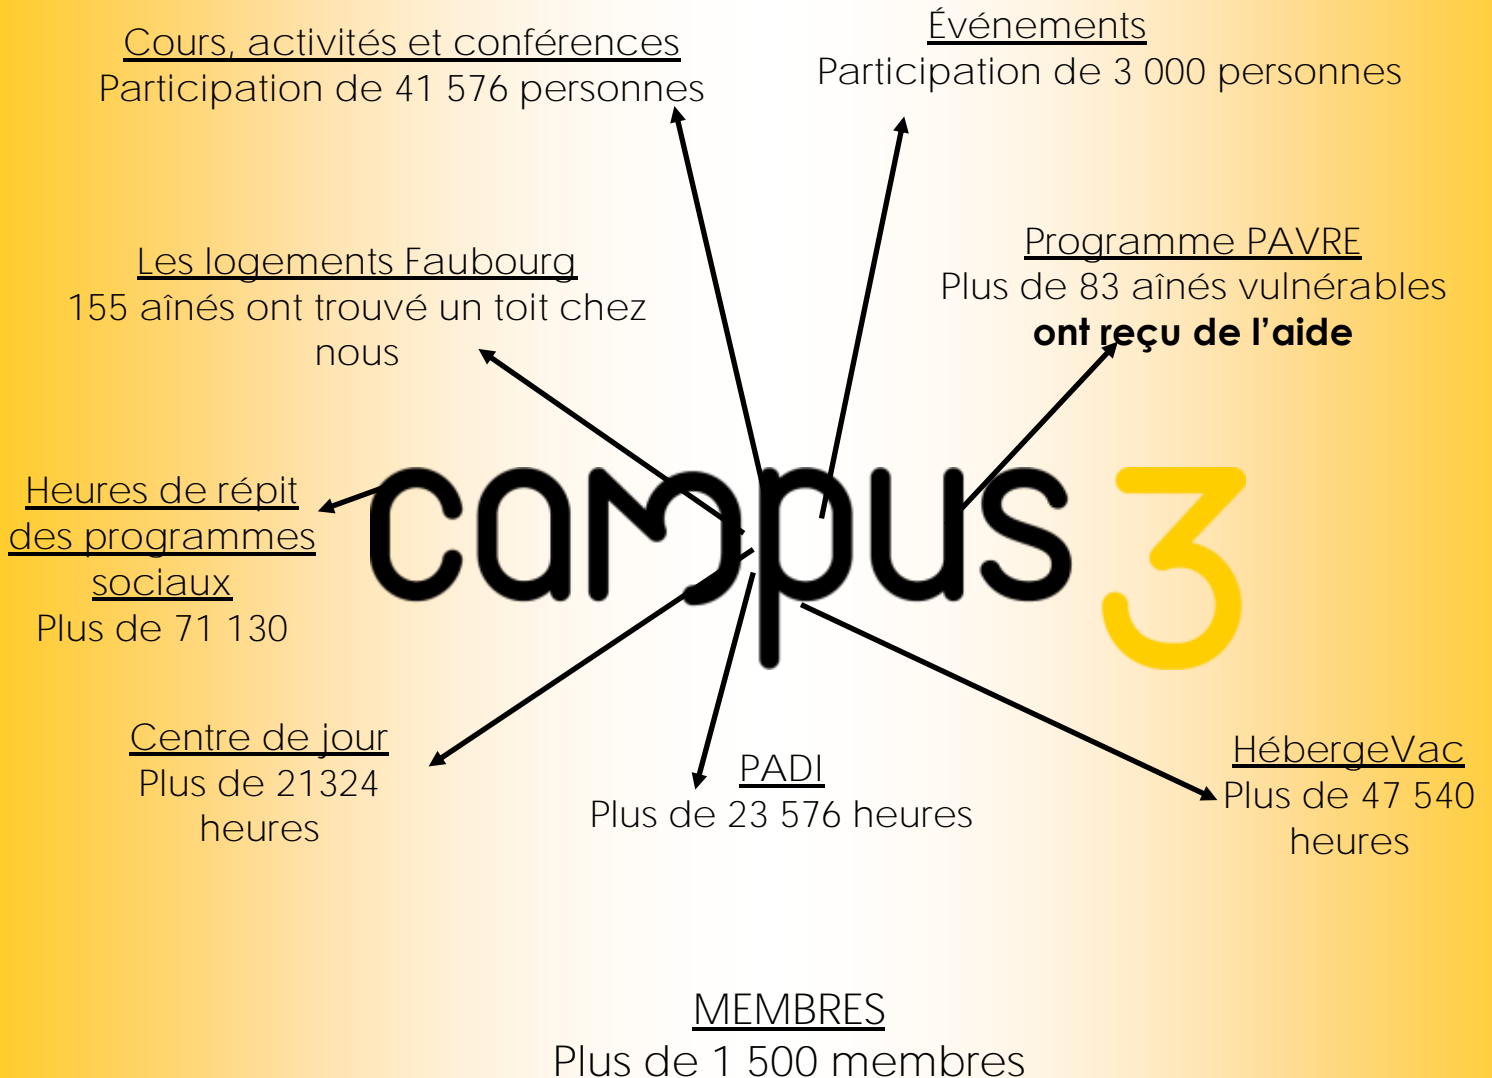 Cours, activités et conférences
Participation de 41 576 personnes
Événements
Participation de 3 000 personnes
Les logements Faubourg
155 aînés ont trouvé un toit chez
nous
Programme PAVRE
Plus de 83 aînés vulnérables
ont reçu de l’aide
Heures de répit
des programmes
sociaux
Plus de 71 130
campus 3
Centre de jour
Plus de 21324
heures
PADI
Plus de 23 576 heures
HébergeVac
Plus de 47 540
heures
MEMBRES
Plus de 1 500 membres